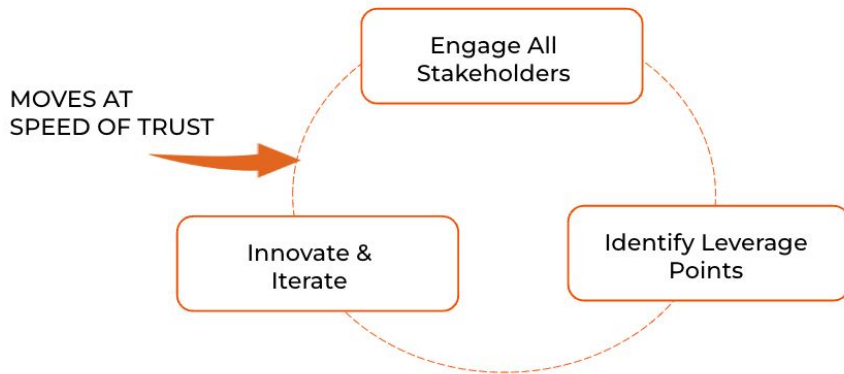 Engage All
Stakeholders
MOVES AT
SPEED OF TRUST
Identify Leverage
Points
Innovate &
Iterate